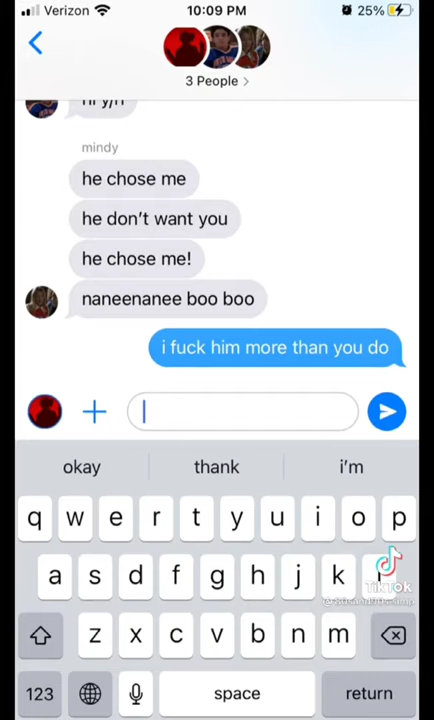 Verizon 10:09 PM 25%
3 People >
hi y/n
mindy
he chose me
he don't want you
he chose me!
naneenanee boo boo
i fuck him more than you do
okay thank i'm
q w e r t y u i o p
a s d f g h j k
TikTok
z x c v b n m
123 space return